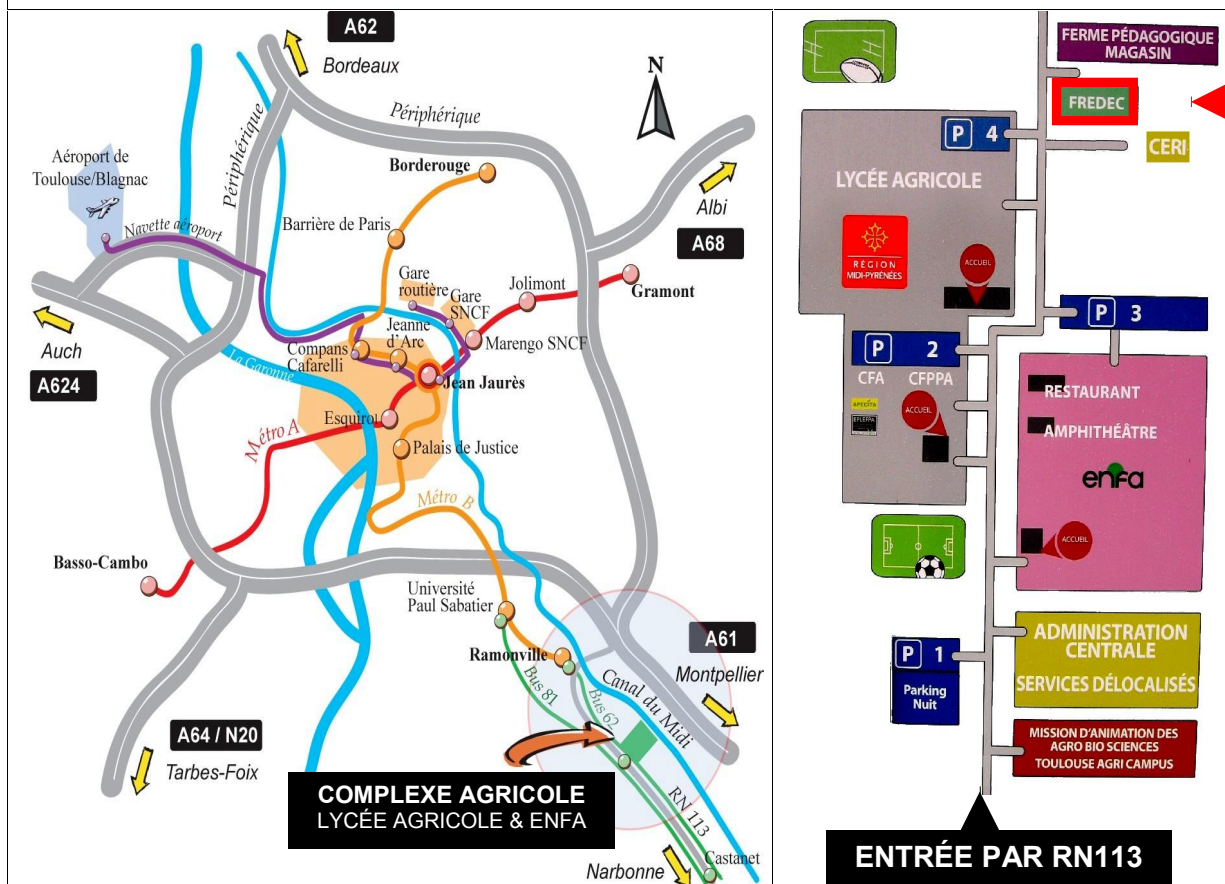 A62
Bordeaux
N
Périphérique
Périphérique
Aéroport de
Toulouse/Blagnac
Navette aéroport
Borderouge
Barrière de Paris
Albi
A68
Gare
routière
Gare
SNCF
Jolimont
Gramont
Jeanne
d'Arc
Marengo SNCF
Compans
Cafarelli
Jean Jaurès
Auch
A624
La Garonne
Esquirol
Métro A
Palais de Justice
Métro B
Basso-Cambo
Université
Paul Sabatier
Ramonville
A61
Montpellier
Canal du Midi
Bus 81
Bus 62
A64 / N20
Tarbes-Foix
COMPLEXE AGRICOLE
LYCÉE AGRICOLE & ENFA
RN 113
Castanet
Narbonne
FERME PÉDAGOGIQUE
MAGASIN
FREDEC
P 4
CERI
LYCÉE AGRICOLE
RÉGION
MIDI-PYRÉNÉES
ACCUEIL
P 3
P 2
CFA CFPPA
APECITA
EPLEFPA
ACCUEIL
RESTAURANT
AMPHITHÉÂTRE
enfa
ACCUEIL
ADMINISTRATION
CENTRALE
SERVICES DÉLOCALISÉS
P 1
Parking
Nuit
MISSION D'ANIMATION DES
AGRO BIO SCIENCES
TOULOUSE AGRI CAMPUS
ENTRÉE PAR RN113